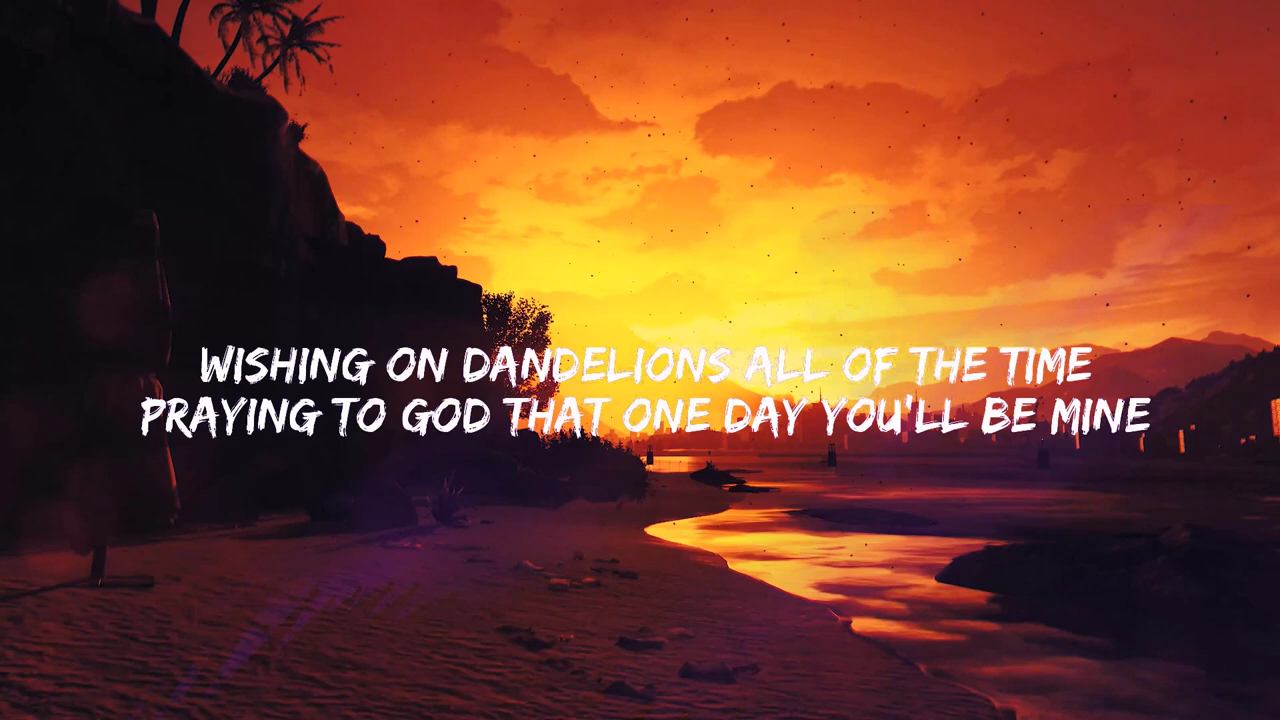 WISHING ON DANDELIONS ALL OF THE TIME
PRAYING TO GOD THAT ONE DAY YOU'LL BE MINE